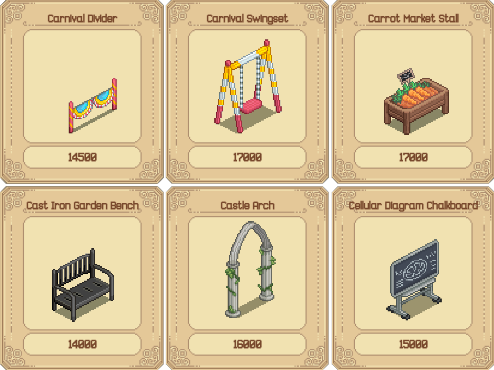 Carnival Divider
Carnival Swingset
Carrot Market Stall
14500
17000
17000
Cast Iron Garden Bench
Castle Arch
Cellular Diagram Chalkboard
14000
16000
15000